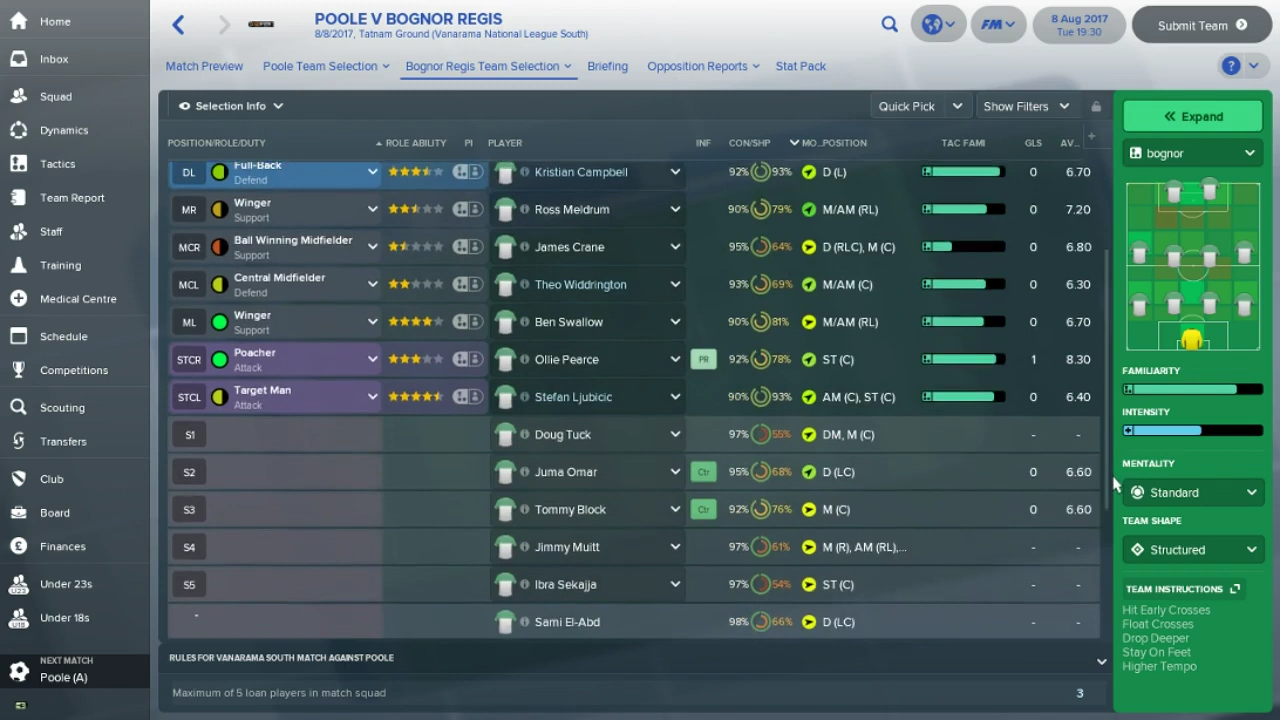 Home
Inbox
Squad
Dynamics
Tactics
Team Report
Staff
Training
Medical Centre
Schedule
Competitions
Scouting
Transfers
Club
Board
Finances
Under 23s
Under 18s
NEXT MATCH
Poole (A)
POOLE V BOGNOR REGIS
8/8/2017, Tatnam Ground (Vanarama National League South)
FM
8 Aug 2017
Tue 19:30
Submit Team
Match Preview Poole Team Selection Bognor Regis Team Selection Briefing Opposition Reports Stat Pack
?
Selection Info Quick Pick Show Filters
POSITION/ROLE/DUTY ROLE ABILITY PI PLAYER INF CON/SHP MO.. POSITION TAC FAMI GLS AV...
DL Full-Back Defend Kristian Campbell 92% 93% D (L) 0 6.70
MR Winger Support Ross Meldrum 90% 79% M/AM (RL) 0 7.20
MCR Ball Winning Midfielder Support James Crane 95% 64% D (RLC), M (C) 0 6.80
MCL Central Midfielder Defend Theo Widdrington 93% 69% M/AM (C) 0 6.30
ML Winger Support Ben Swallow 90% 81% M/AM (RL) 0 6.70
STCR Poacher Attack Ollie Pearce PR 92% 78% ST (C) 1 8.30
STCL Target Man Attack Stefan Ljubicic 90% 93% AM (C), ST (C) 0 6.40
S1 Doug Tuck 97% 55% DM, M (C) - -
S2 Juma Omar Ctr 95% 68% D (LC) 0 6.60
S3 Tommy Block Ctr 92% 76% M (C) 0 6.60
S4 Jimmy Muitt 97% 61% M (R), AM (RL),... - -
S5 Ibra Sekajja 97% 54% ST (C) - -
- Sami El-Abd 98% 66% D (LC) - -
RULES FOR VANARAMA SOUTH MATCH AGAINST POOLE
Maximum of 5 loan players in match squad 3
Expand
bognor
FAMILIARITY
INTENSITY
MENTALITY
Standard
TEAM SHAPE
Structured
TEAM INSTRUCTIONS
Hit Early Crosses
Float Crosses
Drop Deeper
Stay On Feet
Higher Tempo